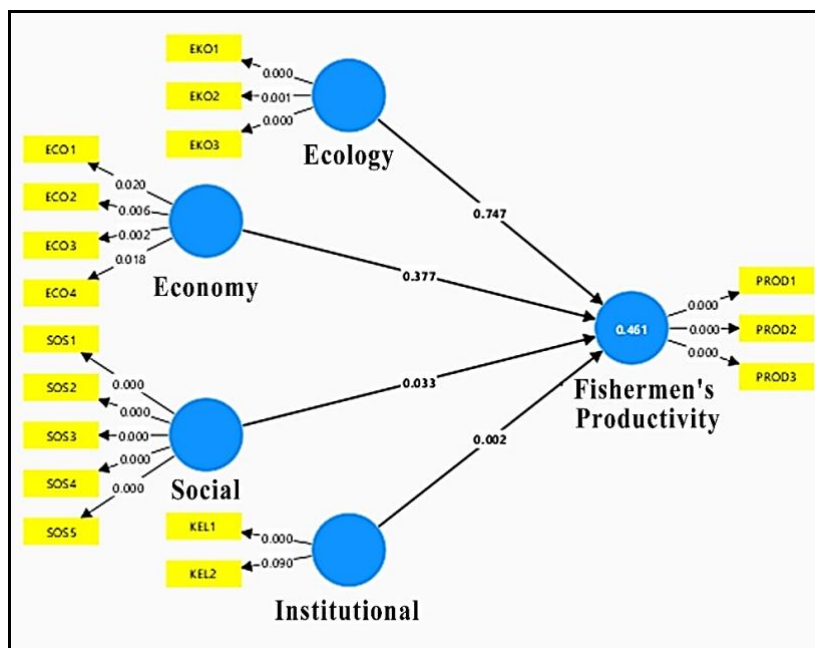 EKO1
0.000
EKO2
0.001
EKO3
0.000
Ecology
ECO1
0.020
ECO2
0.006
ECO3
0.002
ECO4
0.018
Economy
0.747
0.377
SOS1
0.000
SOS2
0.000
SOS3
0.000
SOS4
0.000
SOS5
0.000
Social
0.033
KEL1
0.000
KEL2
0.090
Institutional
0.002
0.461
Fishermen's
Productivity
PROD1
0.000
PROD2
0.000
PROD3
0.000